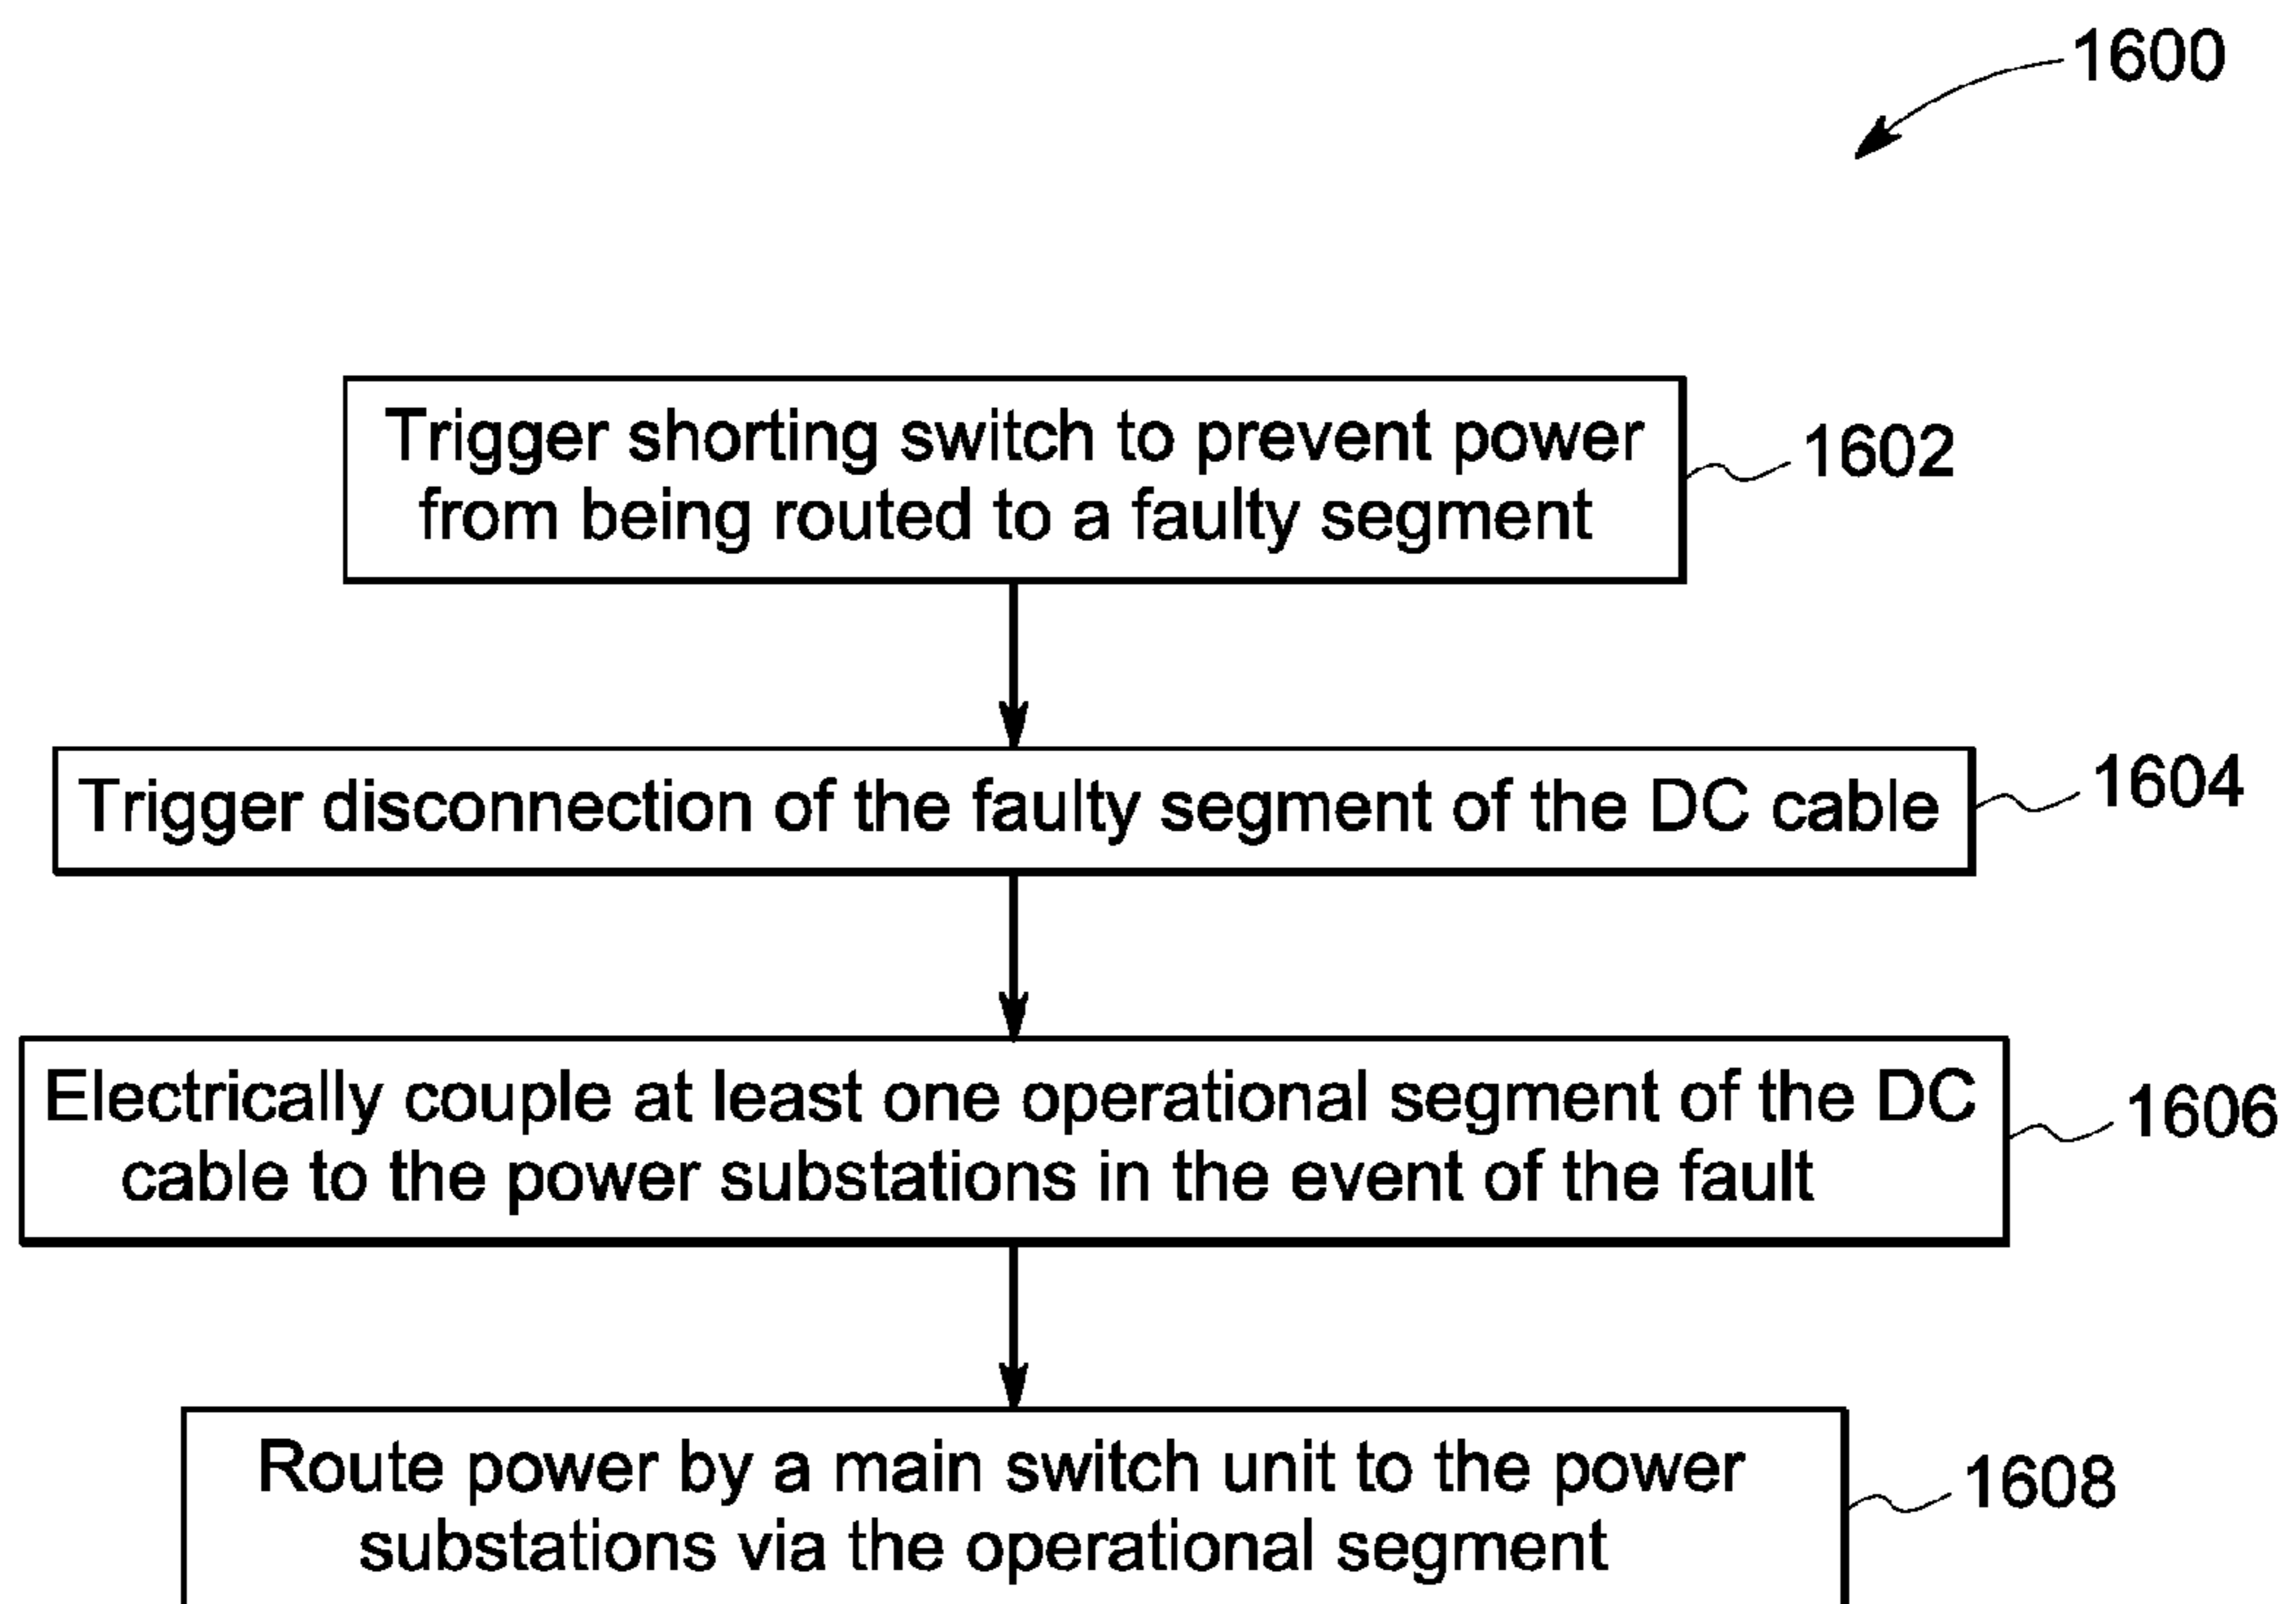 1600
Trigger shorting switch to prevent power
from being routed to a faulty segment
1602
Trigger disconnection of the faulty segment of the DC cable
1604
Electrically couple at least one operational segment of the DC
cable to the power substations in the event of the fault
1606
Route power by a main switch unit to the power
substations via the operational segment
1608